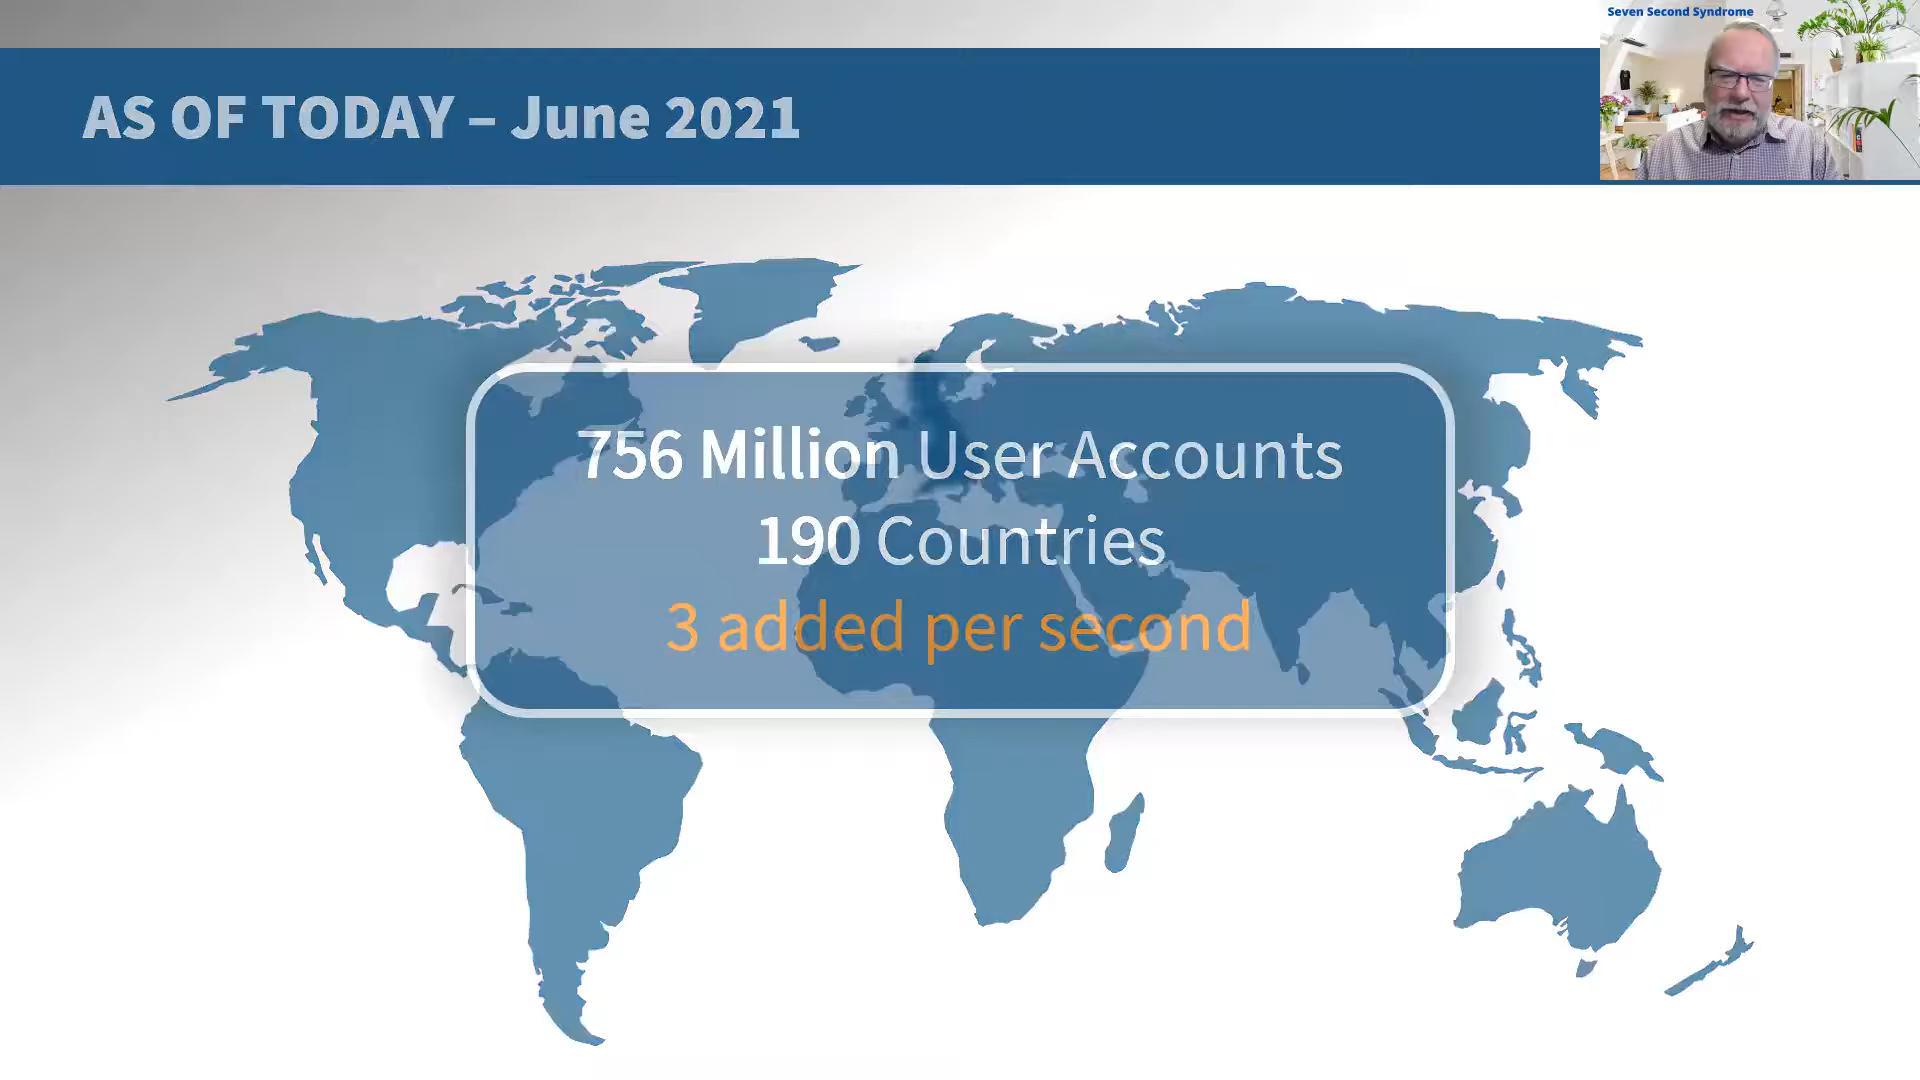 Seven Second Syndrome
AS OF TODAY – June 2021
756 Million User Accounts
190 Countries
3 added per second